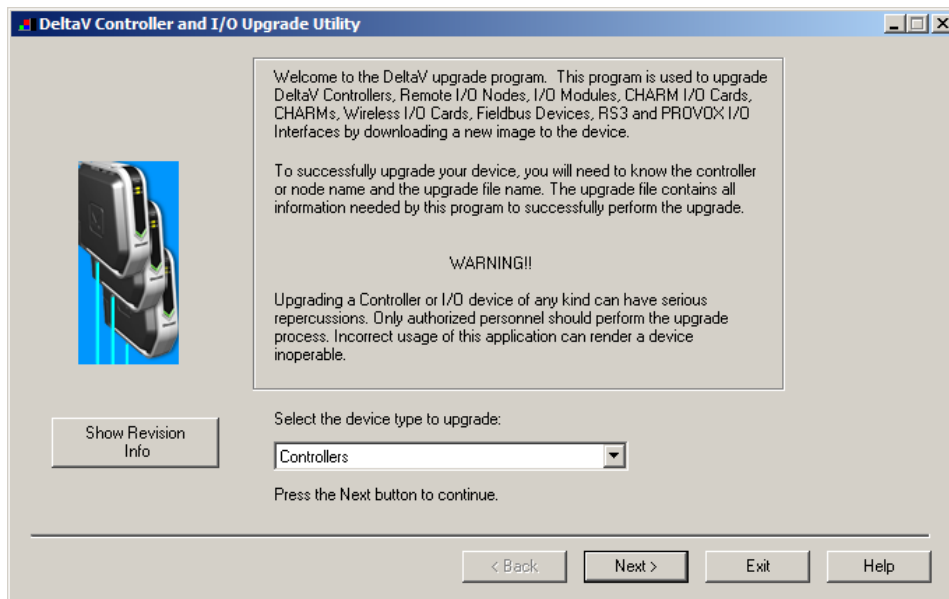 DeltaV Controller and I/O Upgrade Utility
Welcome to the DeltaV upgrade program.  This program is used to upgrade
DeltaV Controllers, Remote I/O Nodes, I/O Modules, CHARM I/O Cards,
CHARMs, Wireless I/O Cards, Fieldbus Devices, RS3 and PROVOX I/O
Interfaces by downloading a new image to the device.
To successfully upgrade your device, you will need to know the controller
or node name and the upgrade file name. The upgrade file contains all
information needed by this program to successfully perform the upgrade.
WARNING!!
Upgrading a Controller or I/O device of any kind can have serious
repercussions. Only authorized personnel should perform the upgrade
process. Incorrect usage of this application can render a device
inoperable.
Show Revision
Info
Select the device type to upgrade:
Controllers
Press the Next button to continue.
< Back
Next >
Exit
Help